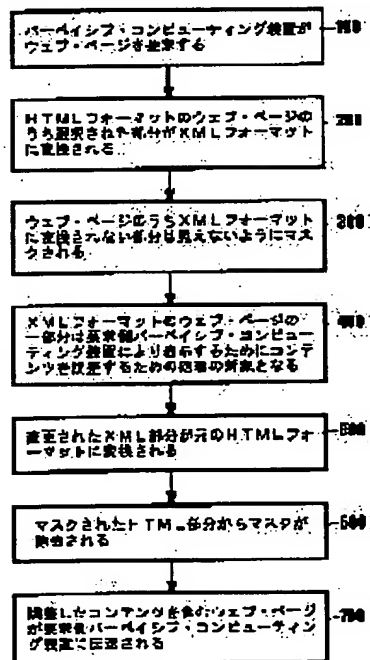 パーベイシブ・コンピューティング装置が
ウェブ・ページを要求する
100
HTMLフォーマットのウェブ・ページの
うち選択された部分がXMLフォーマット
に変換される
200
ウェブ・ページのうちXMLフォーマット
に変換されない部分は見えないようにマス
クされる
300
XMLフォーマットのウェブ・ページの
一部分は要求側パーベイシブ・コンピュー
ティング装置により表示するためにコンテ
ンツを変更するための処理の対象となる
400
変更されたXML部分が元のHTMLフォ
ーマットに変換される
500
マスクされたHTML部分からマスクが
除去される
600
調整したコンテンツを含むウェブ・ページ
が要求側パーベイシブ・コンピューティン
グ装置に伝送される
700